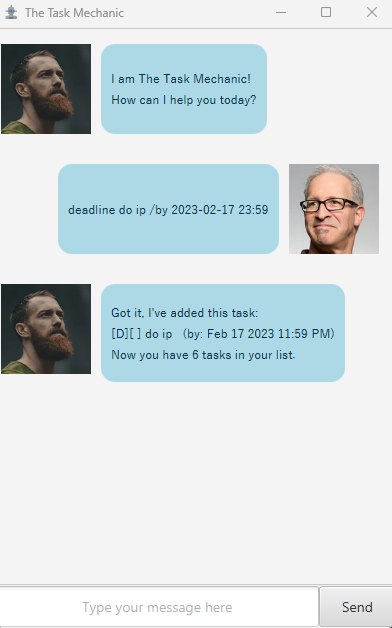 The Task Mechanic
I am The Task Mechanic!
How can I help you today?
deadline do ip /by 2023-02-17 23:59
Got it, I've added this task:
[D][ ] do ip  (by: Feb 17 2023 11:59 PM)
Now you have 6 tasks in your list.
Type your message here
Send